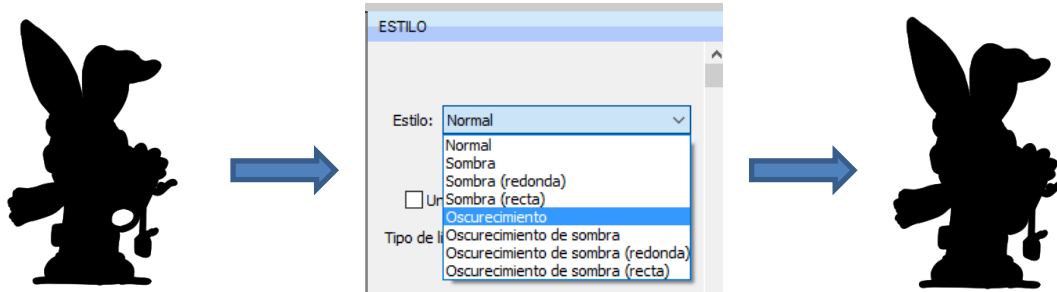 ESTILO
Estilo: Normal
Normal
Sombra
Sombra (redonda)
Sombra (recta)
Oscurecimiento
Oscurecimiento de sombra
Tipo de
Oscurecimiento de sombra (redonda)
Oscurecimiento de sombra (recta)